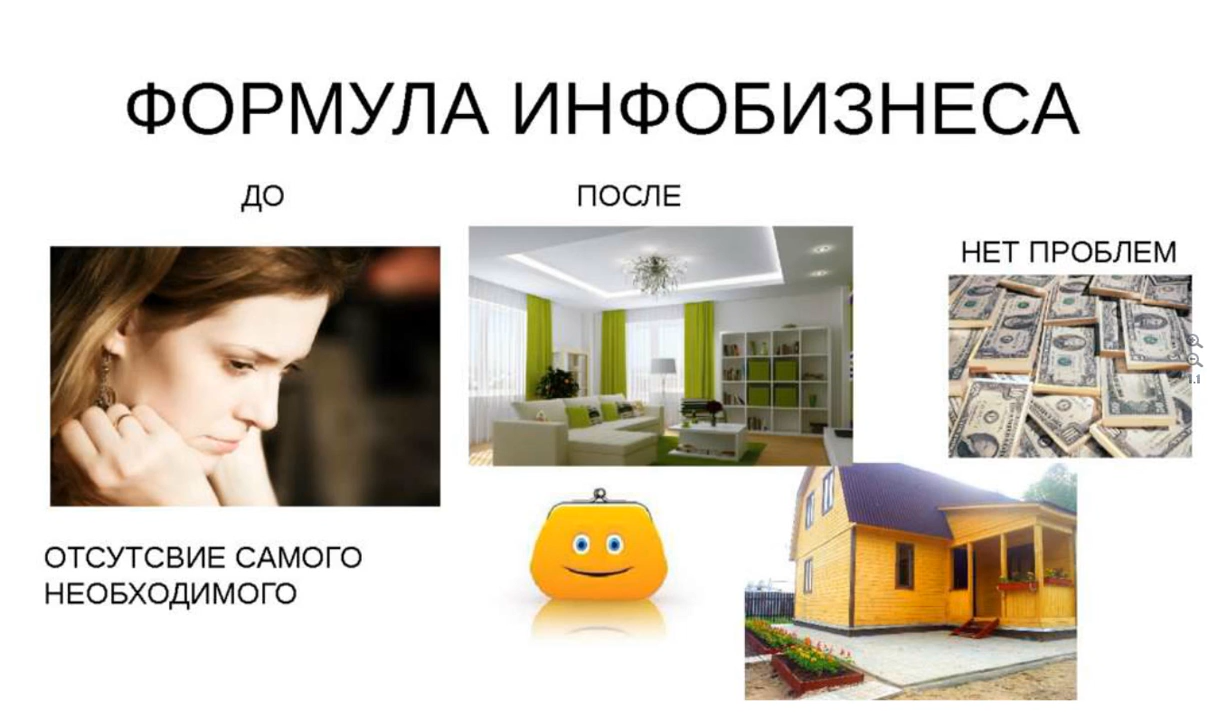 ФОРМУЛА ИНФОБИЗНЕСА
ДО
ПОСЛЕ
НЕТ ПРОБЛЕМ
ОТСУТСВИЕ САМОГО
НЕОБХОДИМОГО